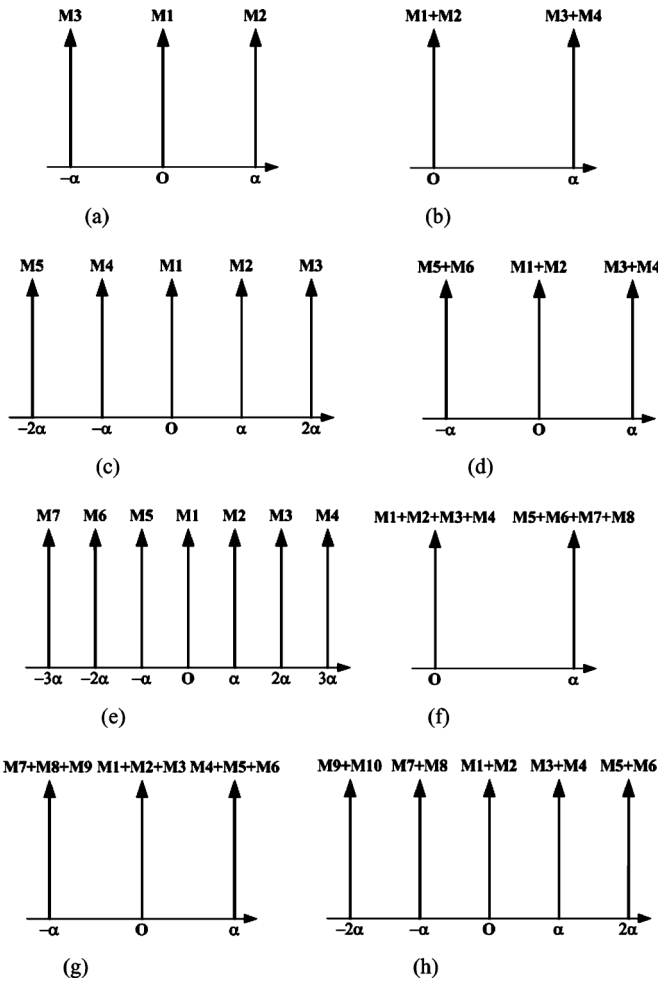 M3 M1 M2
M1+M2 M3+M4
−α O α
O α
(a) (b)
M5 M4 M1 M2 M3
M5+M6 M1+M2 M3+M4
−2α −α O α 2α
−α O α
(c) (d)
M7 M6 M5 M1 M2 M3 M4
M1+M2+M3+M4 M5+M6+M7+M8
−3α −2α −α O α 2α 3α
O α
(e) (f)
M7+M8+M9 M1+M2+M3 M4+M5+M6
M9+M10 M7+M8 M1+M2 M3+M4 M5+M6
−α O α
−2α −α O α 2α
(g) (h)